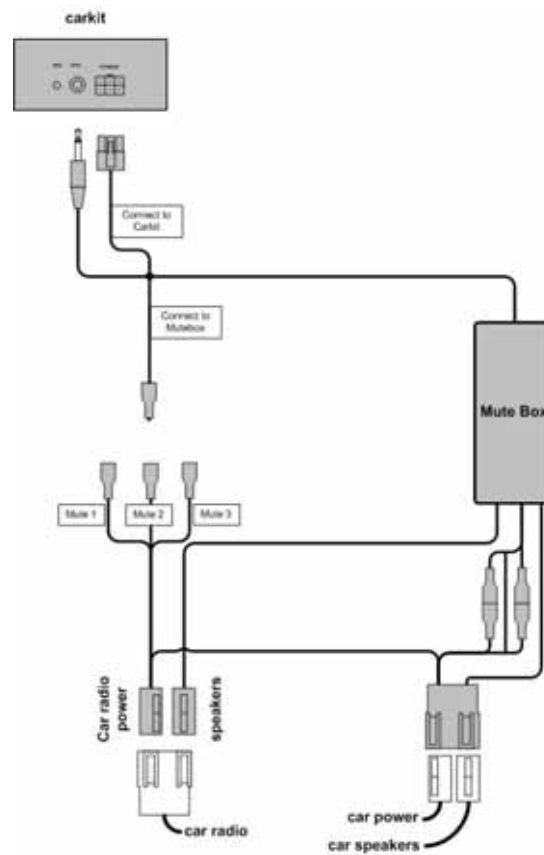 carkit
POWER
Connect to
Carkit
Connect to
Mutebox
Mute Box
Mute 1
Mute 2
Mute 3
Car radio
power
speakers
car power
car radio
car speakers